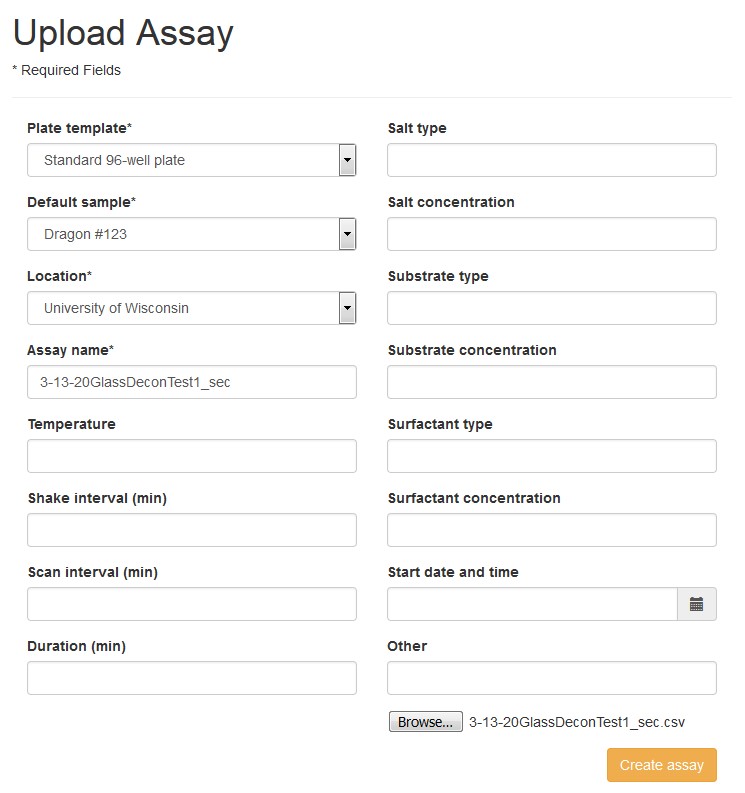 Upload Assay
* Required Fields
Plate template*
Standard 96-well plate
Default sample*
Dragon #123
Location*
University of Wisconsin
Assay name*
3-13-20GlassDeconTest1_sec
Temperature
Shake interval (min)
Scan interval (min)
Duration (min)
Salt type
Salt concentration
Substrate type
Substrate concentration
Surfactant type
Surfactant concentration
Start date and time
Other
Browse... 3-13-20GlassDeconTest1_sec.csv
Create assay